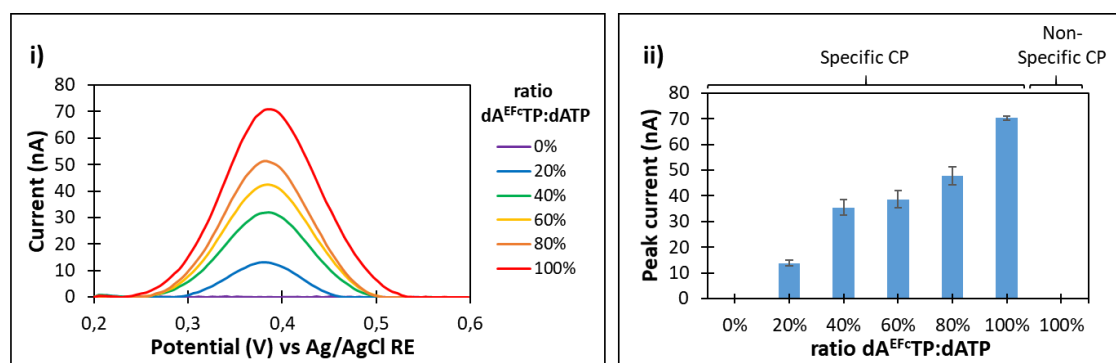 i)
80
70
60
50
40
30
20
10
0
Current (nA)
0,2 0,3 0,4 0,5 0,6
Potential (V) vs Ag/AgCl RE
ratio
dA^EFcTP:dATP
0%
20%
40%
60%
80%
100%
ii)
Specific CP
Non-
Specific CP
80
70
60
50
40
30
20
10
0
Peak current (nA)
0% 20% 40% 60% 80% 100% 100%
ratio dA^EFcTP:dATP